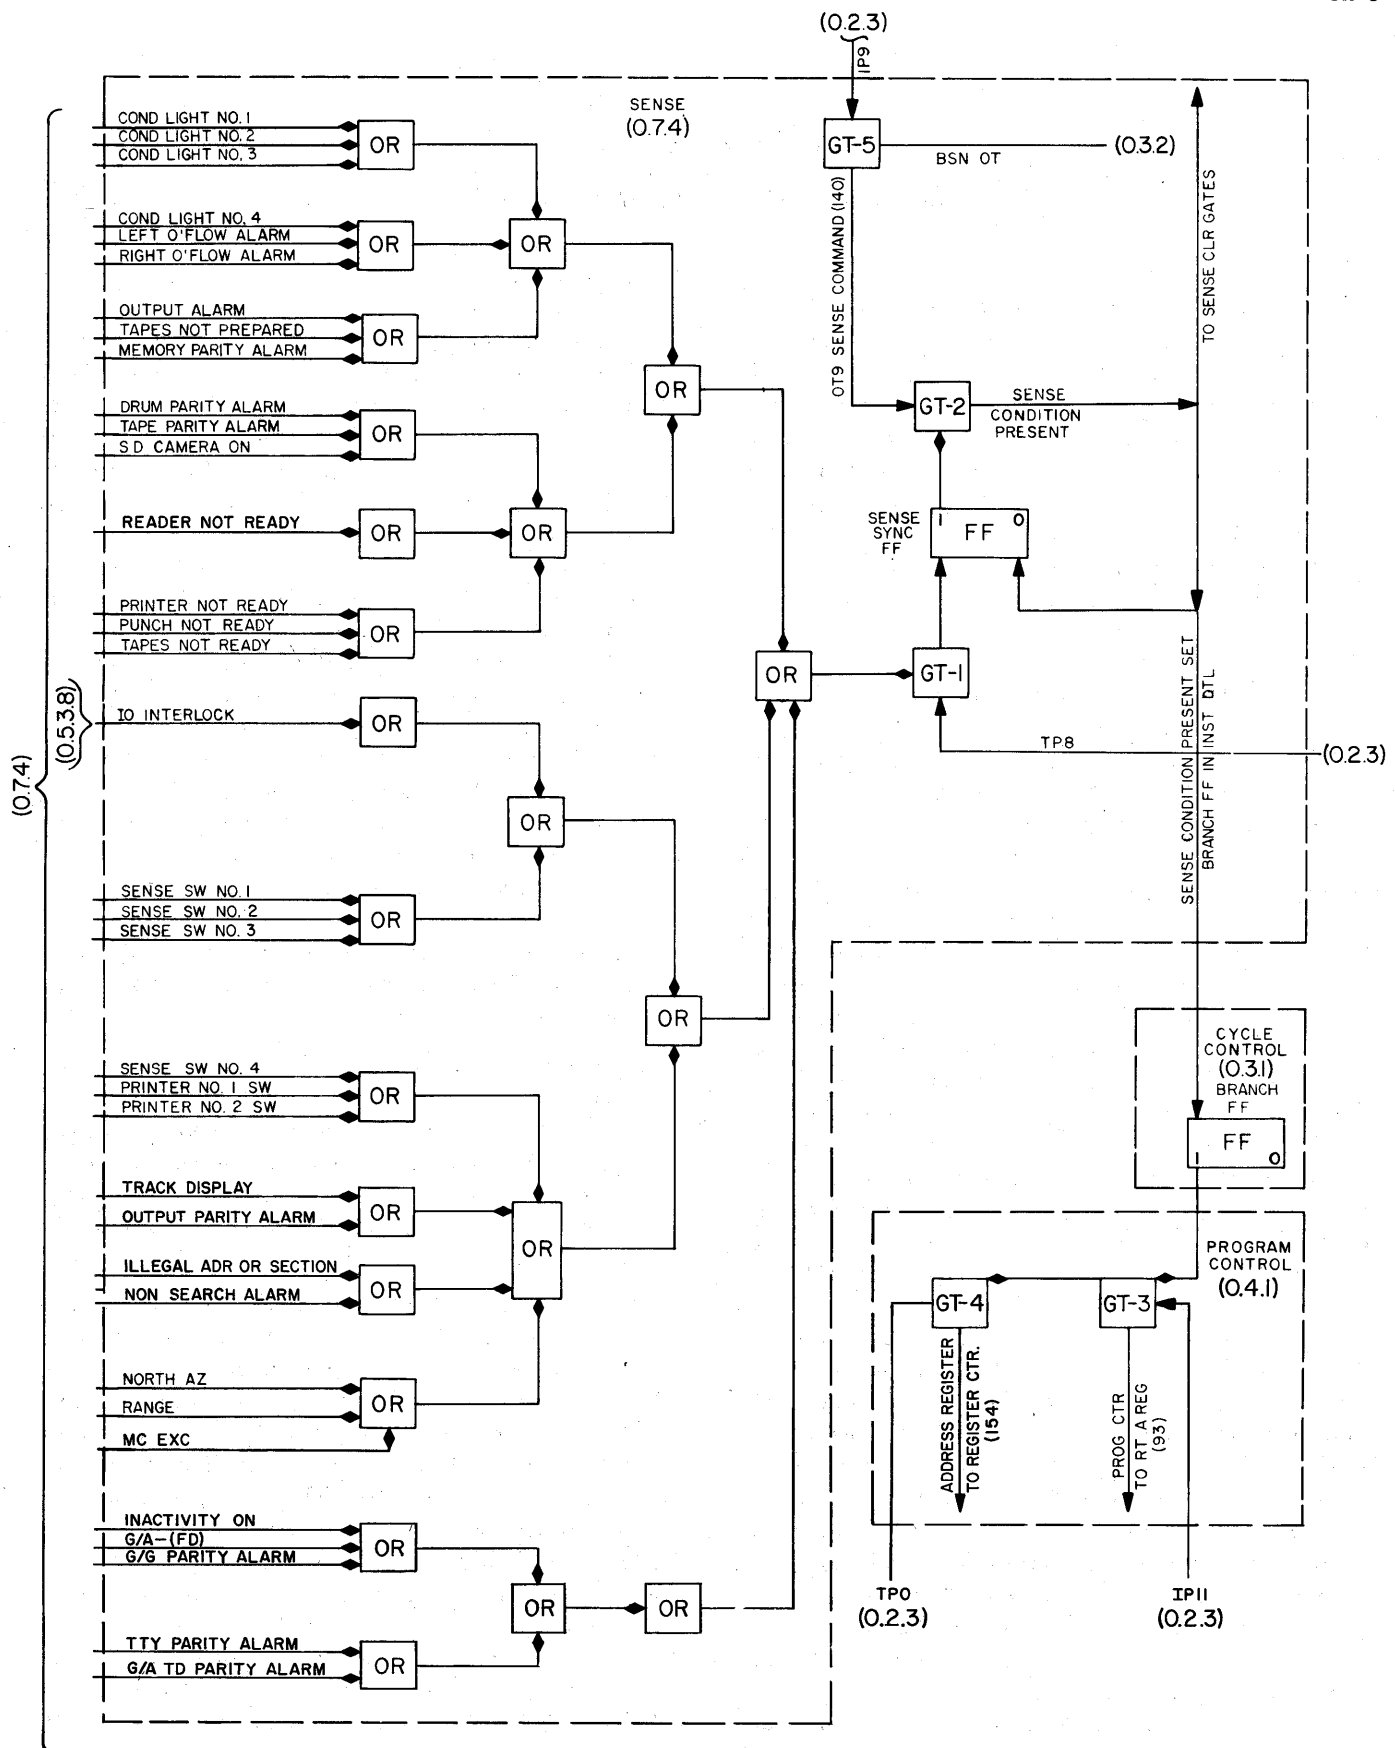 (0.2.3)
IP9
SENSE
(0.7.4)
COND LIGHT NO. 1
COND LIGHT NO. 2
COND LIGHT NO. 3
OR
GT-5
BSN OT
(0.3.2)
OT9 SENSE COMMAND (140)
TO SENSE CLR GATES
COND LIGHT NO. 4
LEFT O'FLOW ALARM
RIGHT O'FLOW ALARM
OR
OR
OUTPUT ALARM
TAPES NOT PREPARED
MEMORY PARITY ALARM
OR
OR
GT-2
SENSE
CONDITION
PRESENT
DRUM PARITY ALARM
TAPE PARITY ALARM
SD CAMERA ON
OR
READER NOT READY
OR
OR
SENSE
SYNC
FF
1
FF
0
PRINTER NOT READY
PUNCH NOT READY
TAPES NOT READY
OR
OR
GT-1
(0.7.4)
(0.5.3.8)
IO INTERLOCK
OR
TP8
(0.2.3)
SENSE CONDITION PRESENT SET
BRANCH FF IN INST DTL
OR
SENSE SW NO. 1
SENSE SW NO. 2
SENSE SW NO. 3
OR
OR
CYCLE
CONTROL
(0.3.1)
BRANCH
FF
FF
1
0
SENSE SW NO. 4
PRINTER NO. 1 SW
PRINTER NO. 2 SW
OR
TRACK DISPLAY
OUTPUT PARITY ALARM
OR
OR
ILLEGAL ADR OR SECTION
NON SEARCH ALARM
OR
PROGRAM
CONTROL
(0.4.1)
GT-4
GT-3
ADDRESS REGISTER
TO REGISTER CTR.
(154)
PROG CTR
TO RT A REG
(93)
NORTH AZ
RANGE
MC EXC
OR
INACTIVITY ON
G/A-(FD)
G/G PARITY ALARM
OR
OR
OR
TP0
(0.2.3)
IP11
(0.2.3)
TTY PARITY ALARM
G/A TD PARITY ALARM
OR